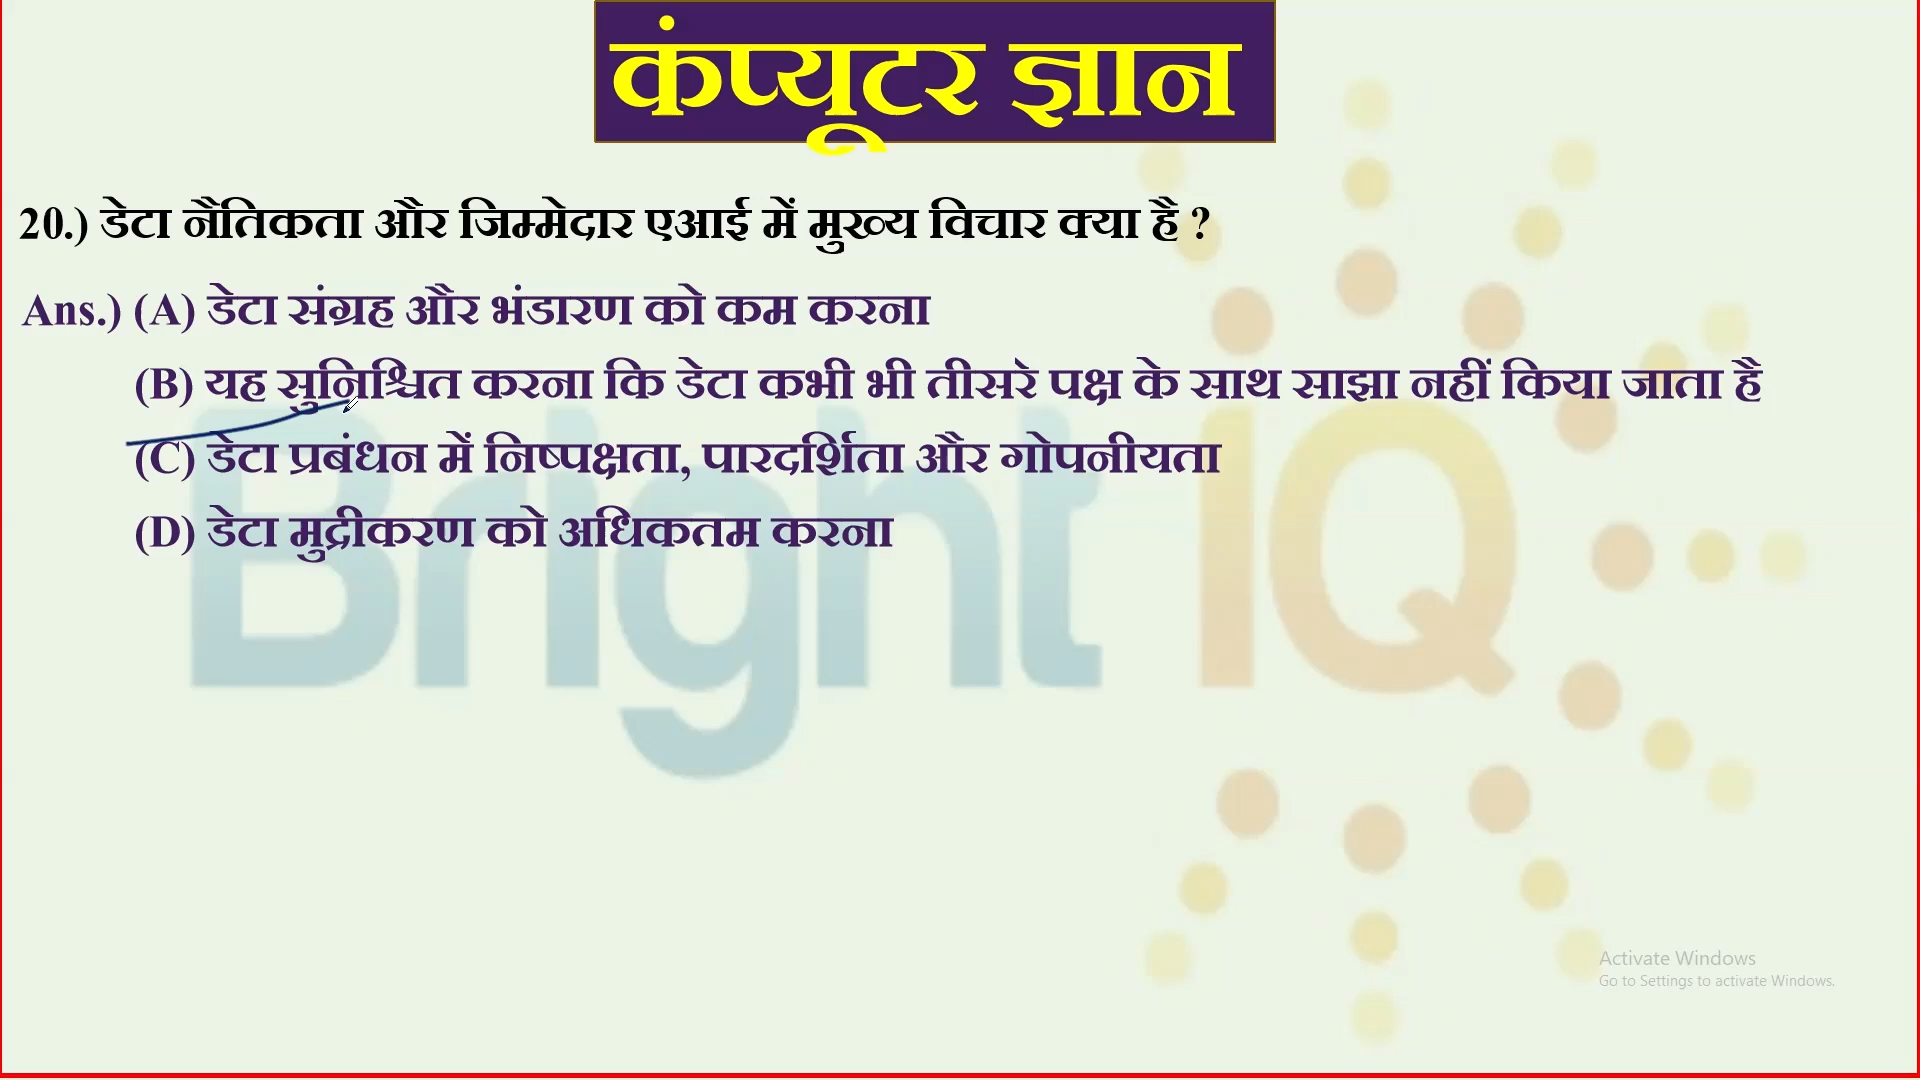 कंप्यूटर ज्ञान
20.) डेटा नैतिकता और जिम्मेदार एआई में मुख्य विचार क्या है ?
Ans.) (A) डेटा संग्रह और भंडारण को कम करना
(B) यह सुनिश्चित करना कि डेटा कभी भी तीसरे पक्ष के साथ साझा नहीं किया जाता है
(C) डेटा प्रबंधन में निष्पक्षता, पारदर्शिता और गोपनीयता
(D) डेटा मुद्रीकरण को अधिकतम करना
Bright IQ
Activate Windows
Go to Settings to activate Windows.